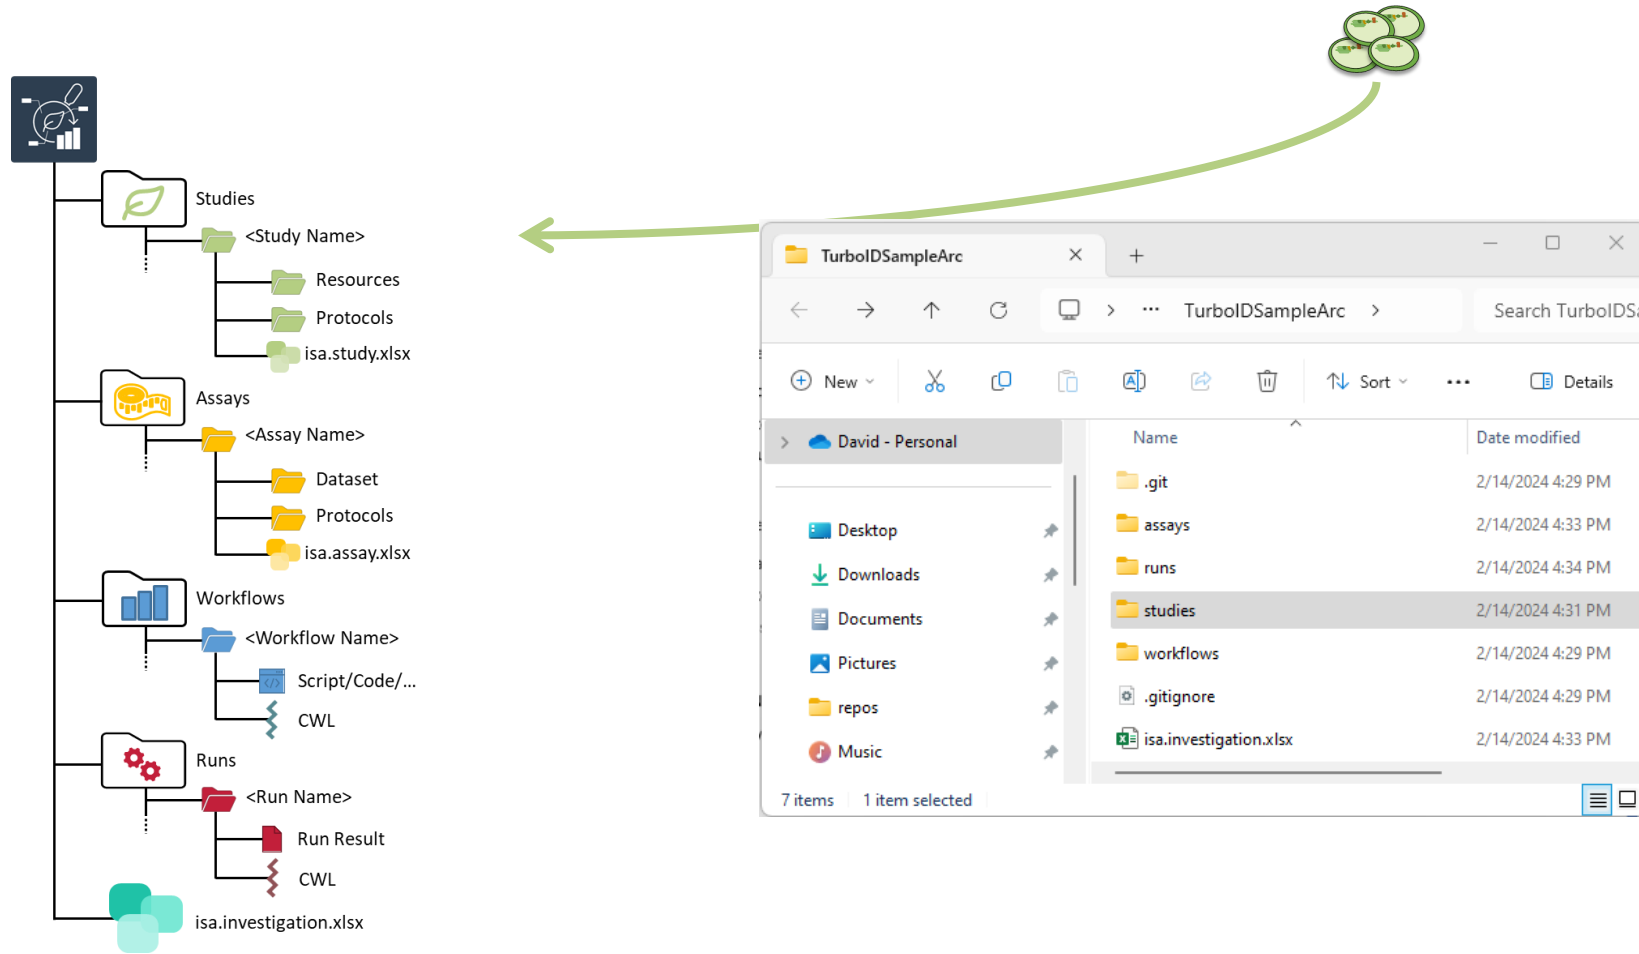 Studies
<Study Name>
Resources
Protocols
isa.study.xlsx
Assays
<Assay Name>
Dataset
Protocols
isa.assay.xlsx
Workflows
<Workflow Name>
Script/Code/...
CWL
Runs
<Run Name>
Run Result
CWL
isa.investigation.xlsx
TurboIDSampleArc
TurboIDSampleArc
Search TurboIDSa
New
Sort
Details
David - Personal
Desktop
Downloads
Documents
Pictures
repos
Music
Name Date modified
.git 2/14/2024 4:29 PM
assays 2/14/2024 4:33 PM
runs 2/14/2024 4:34 PM
studies 2/14/2024 4:31 PM
workflows 2/14/2024 4:29 PM
.gitignore 2/14/2024 4:29 PM
isa.investigation.xlsx 2/14/2024 4:33 PM
7 items 1 item selected